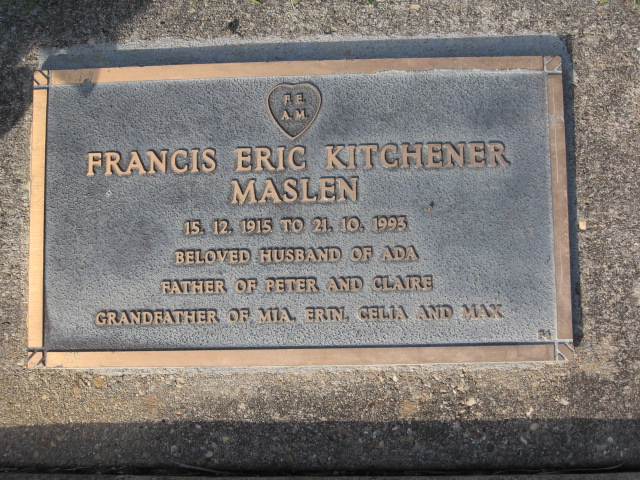 F. E.
A. M.
FRANCIS ERIC KITCHENER
MASLEN
15. 12. 1915 TO 21. 10. 1993
BELOVED HUSBAND OF ADA
FATHER OF PETER AND CLAIRE
GRANDFATHER OF MIA, ERIN, CELIA AND MAX